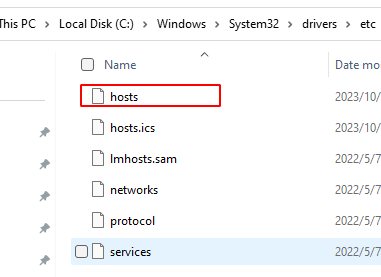 This PC > Local Disk (C:) > Windows > System32 > drivers > etc
Name Date mo
hosts 2023/10/
hosts.ics 2023/10/
lmhosts.sam 2022/5/7
networks 2022/5/7
protocol 2022/5/7
services 2022/5/7